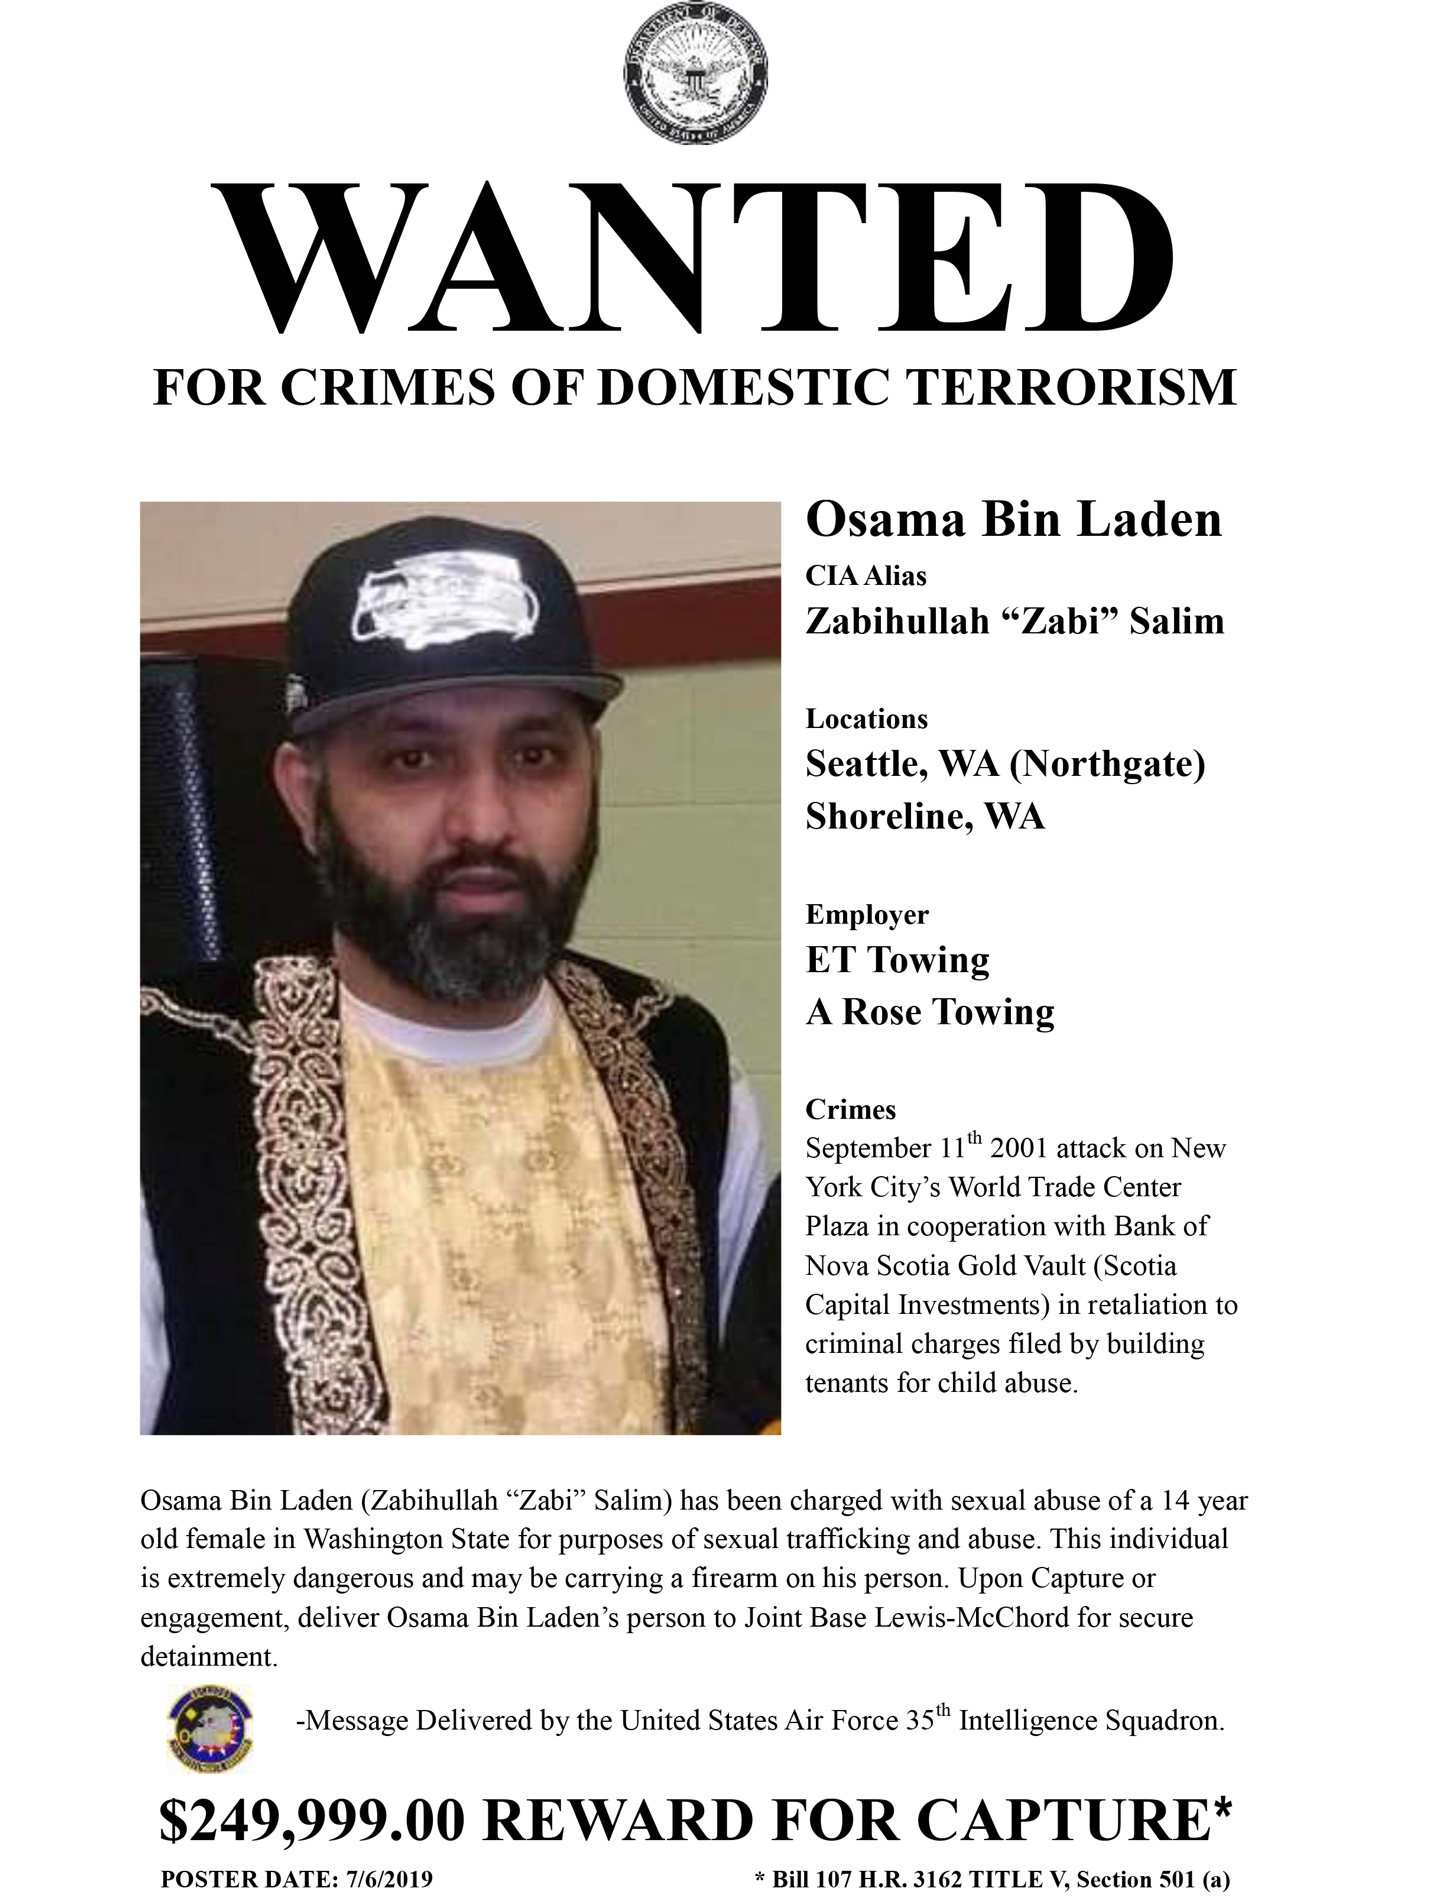 DEPARTMENT OF DEFENSE
UNITED STATES OF AMERICA
WANTED
FOR CRIMES OF DOMESTIC TERRORISM
Osama Bin Laden
CIA Alias
Zabihullah “Zabi” Salim
Locations
Seattle, WA (Northgate)
Shoreline, WA
Employer
ET Towing
A Rose Towing
Crimes
September 11th 2001 attack on New
York City’s World Trade Center
Plaza in cooperation with Bank of
Nova Scotia Gold Vault (Scotia
Capital Investments) in retaliation to
criminal charges filed by building
tenants for child abuse.
Osama Bin Laden (Zabihullah “Zabi” Salim) has been charged with sexual abuse of a 14 year
old female in Washington State for purposes of sexual trafficking and abuse. This individual
is extremely dangerous and may be carrying a firearm on his person. Upon Capture or
engagement, deliver Osama Bin Laden’s person to Joint Base Lewis-McChord for secure
detainment.
-Message Delivered by the United States Air Force 35th Intelligence Squadron.
$249,999.00 REWARD FOR CAPTURE*
POSTER DATE: 7/6/2019
* Bill 107 H.R. 3162 TITLE V, Section 501 (a)